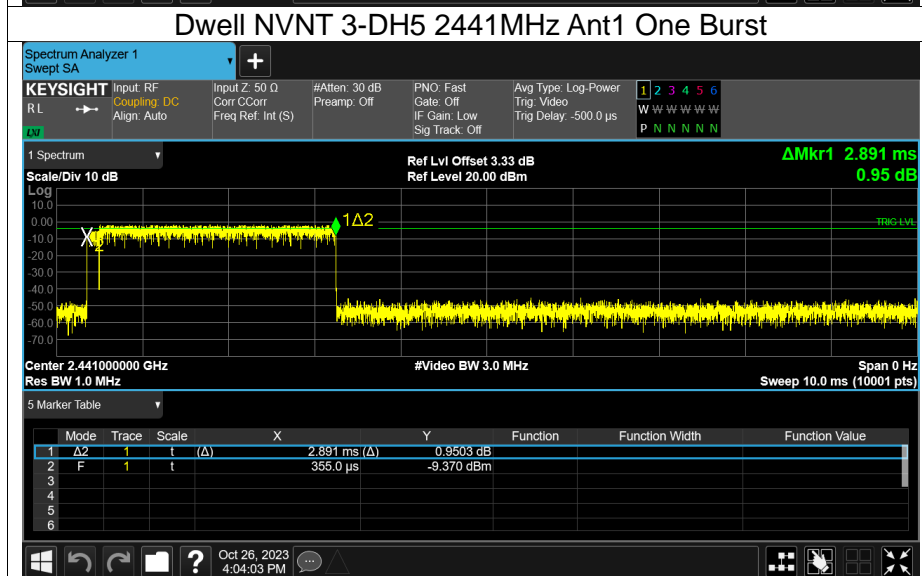 Dwell NVNT 3-DH5 2441MHz Ant1 One Burst
Spectrum Analyzer 1
Swept SA
+
KEYSIGHT Input: RF Input Z: 50 Ω #Atten: 30 dB PNO: Fast Avg Type: Log-Power 1 2 3 4 5 6
R L Coupling: DC Corr CCorr Preamp: Off Gate: Off Trig: Video W W W W W W
Align: Auto Freq Ref: Int (S) IF Gain: Low Trig Delay: -500.0 µs
LXI Sig Track: Off P N N N N N
1 Spectrum Ref Lvl Offset 3.33 dB ΔMkr1 2.891 ms
Scale/Div 10 dB Ref Level 20.00 dBm 0.95 dB
Log
10.0
0.00 1Δ2 TRIG LVL
-10.0 X 2
-20.0
-30.0
-40.0
-50.0
-60.0
-70.0
Center 2.441000000 GHz #Video BW 3.0 MHz Span 0 Hz
Res BW 1.0 MHz Sweep 10.0 ms (10001 pts)
5 Marker Table
Mode Trace Scale X Y Function Function Width Function Value
1 Δ2 1 t (Δ) 2.891 ms (Δ) 0.9503 dB
2 F 1 t 355.0 µs -9.370 dBm
3
4
5
6
? Oct 26, 2023
4:04:03 PM